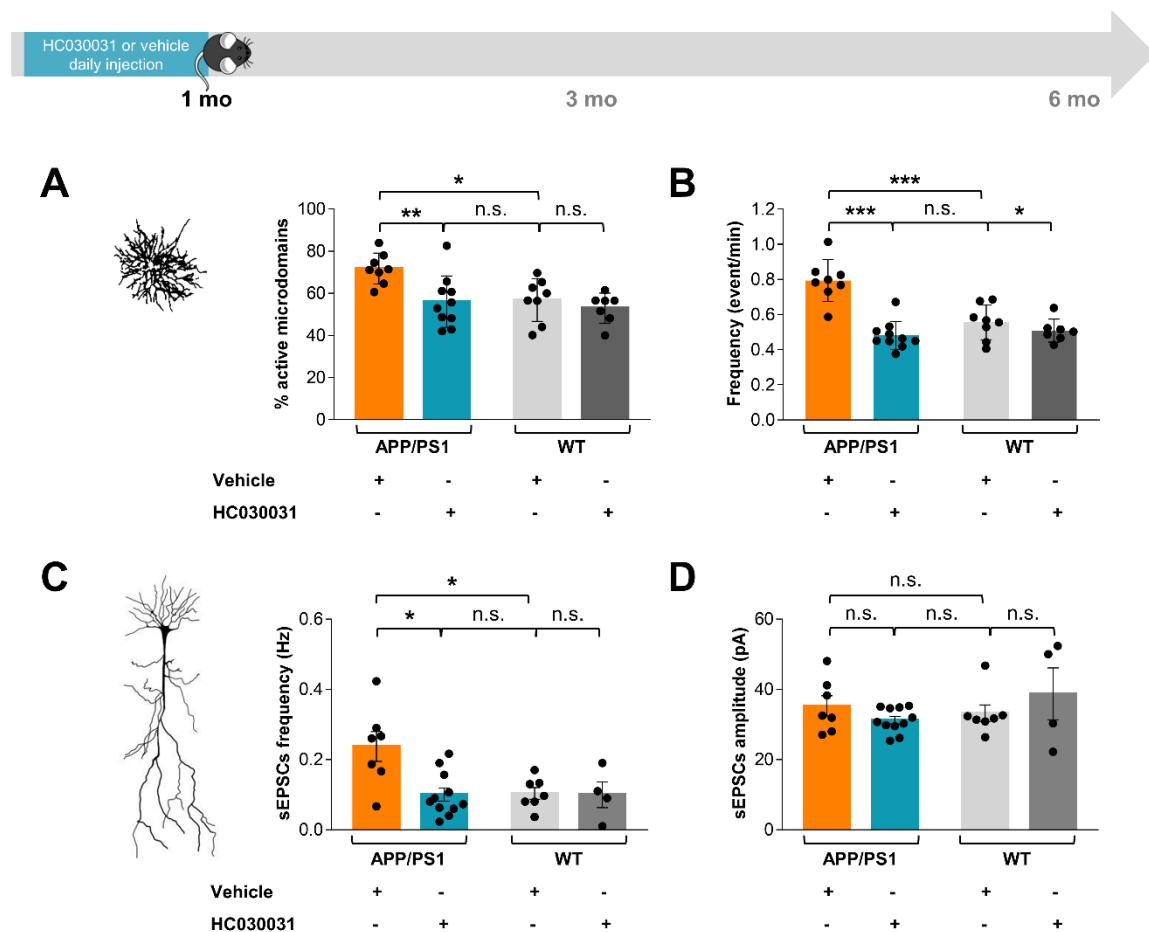 HC030031 or vehicle
daily injection
1 mo 3 mo 6 mo
A
*
** n.s. n.s.
% active microdomains
100
80
60
40
20
0
APP/PS1 WT
Vehicle + - + -
HC030031 - + - +
B
***
*** n.s. *
Frequency (event/min)
1.2
1.0
0.8
0.6
0.4
0.2
0.0
APP/PS1 WT
+ - + -
- + - +
C
*
* n.s. n.s.
sEPSCs frequency (Hz)
0.6
0.4
0.2
0.0
APP/PS1 WT
Vehicle + - + -
HC030031 - + - +
D
n.s.
n.s. n.s. n.s.
sEPSCs amplitude (pA)
60
40
20
0
APP/PS1 WT
+ - + -
- + - +